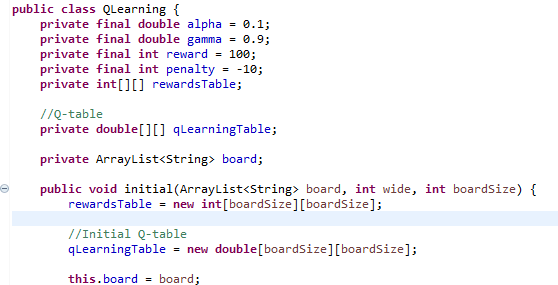 public class QLearning {
private final double alpha = 0.1;
private final double gamma = 0.9;
private final int reward = 100;
private final int penalty = -10;
private int[][] rewardsTable;
//Q-table
private double[][] qLearningTable;
private ArrayList<String> board;
public void initial(ArrayList<String> board, int wide, int boardSize) {
rewardsTable = new int[boardSize][boardSize];
//Initial Q-table
qLearningTable = new double[boardSize][boardSize];
this.board = board;